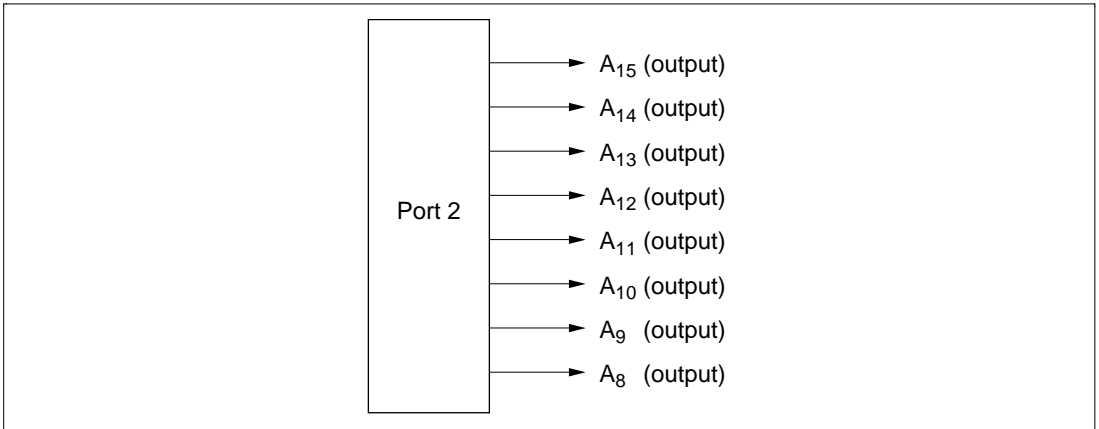 A15 (output)
A14 (output)
A13 (output)
A12 (output)
Port 2
A11 (output)
A10 (output)
A9 (output)
A8 (output)